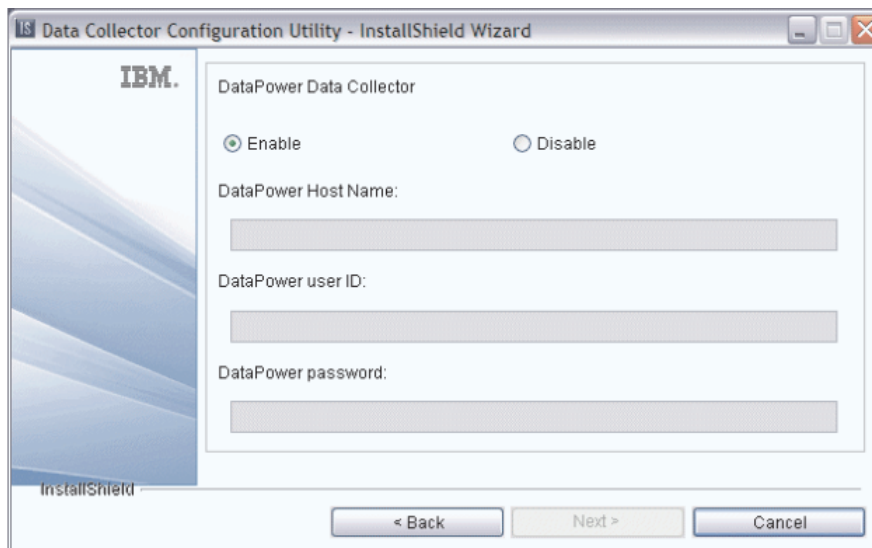 IS Data Collector Configuration Utility - InstallShield Wizard
IBM.
DataPower Data Collector
Enable Disable
DataPower Host Name:
DataPower user ID:
DataPower password:
InstallShield
< Back Next > Cancel